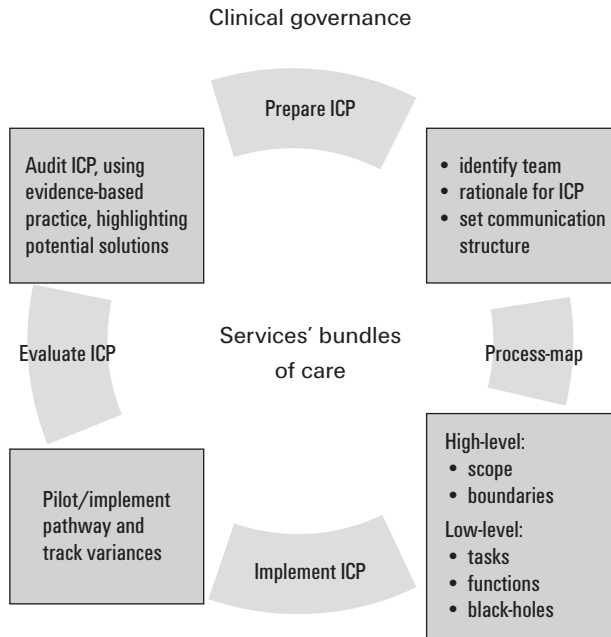 Clinical governance
Prepare ICP
Audit ICP, using
evidence-based
practice, highlighting
potential solutions
• identify team
• rationale for ICP
• set communication
structure
Evaluate ICP
Services’ bundles
of care
Process-map
Pilot/implement
pathway and
track variances
Implement ICP
High-level:
• scope
• boundaries
Low-level:
• tasks
• functions
• black-holes